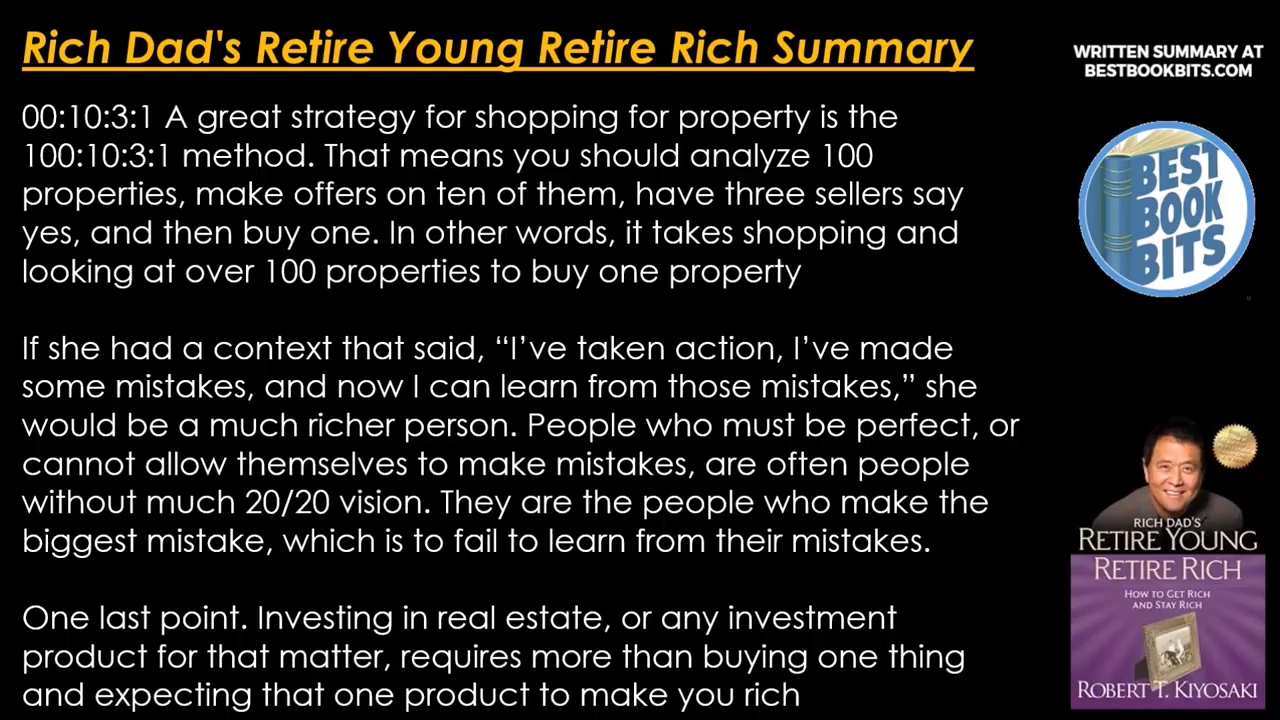 Rich Dad's Retire Young Retire Rich Summary
WRITTEN SUMMARY AT
BESTBOOKBITS.COM
00:10:3:1 A great strategy for shopping for property is the
100:10:3:1 method. That means you should analyze 100
properties, make offers on ten of them, have three sellers say
yes, and then buy one. In other words, it takes shopping and
looking at over 100 properties to buy one property
BEST
BOOK
BITS
If she had a context that said, “I’ve taken action, I’ve made
some mistakes, and now I can learn from those mistakes,” she
would be a much richer person. People who must be perfect, or
cannot allow themselves to make mistakes, are often people
without much 20/20 vision. They are the people who make the
biggest mistake, which is to fail to learn from their mistakes.
One last point. Investing in real estate, or any investment
product for that matter, requires more than buying one thing
and expecting that one product to make you rich
RICH DAD'S
RETIRE YOUNG
RETIRE RICH
HOW TO GET RICH
AND STAY RICH
ROBERT T. KIYOSAKI